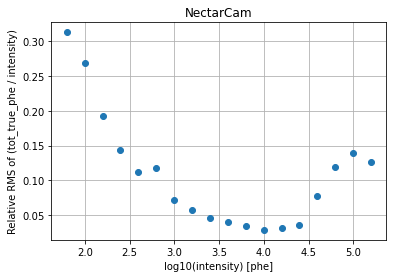 NectarCam
Relative RMS of (tot_true_phe / intensity)
0.30
0.25
0.20
0.15
0.10
0.05
2.0 2.5 3.0 3.5 4.0 4.5 5.0
log10(intensity) [phe]